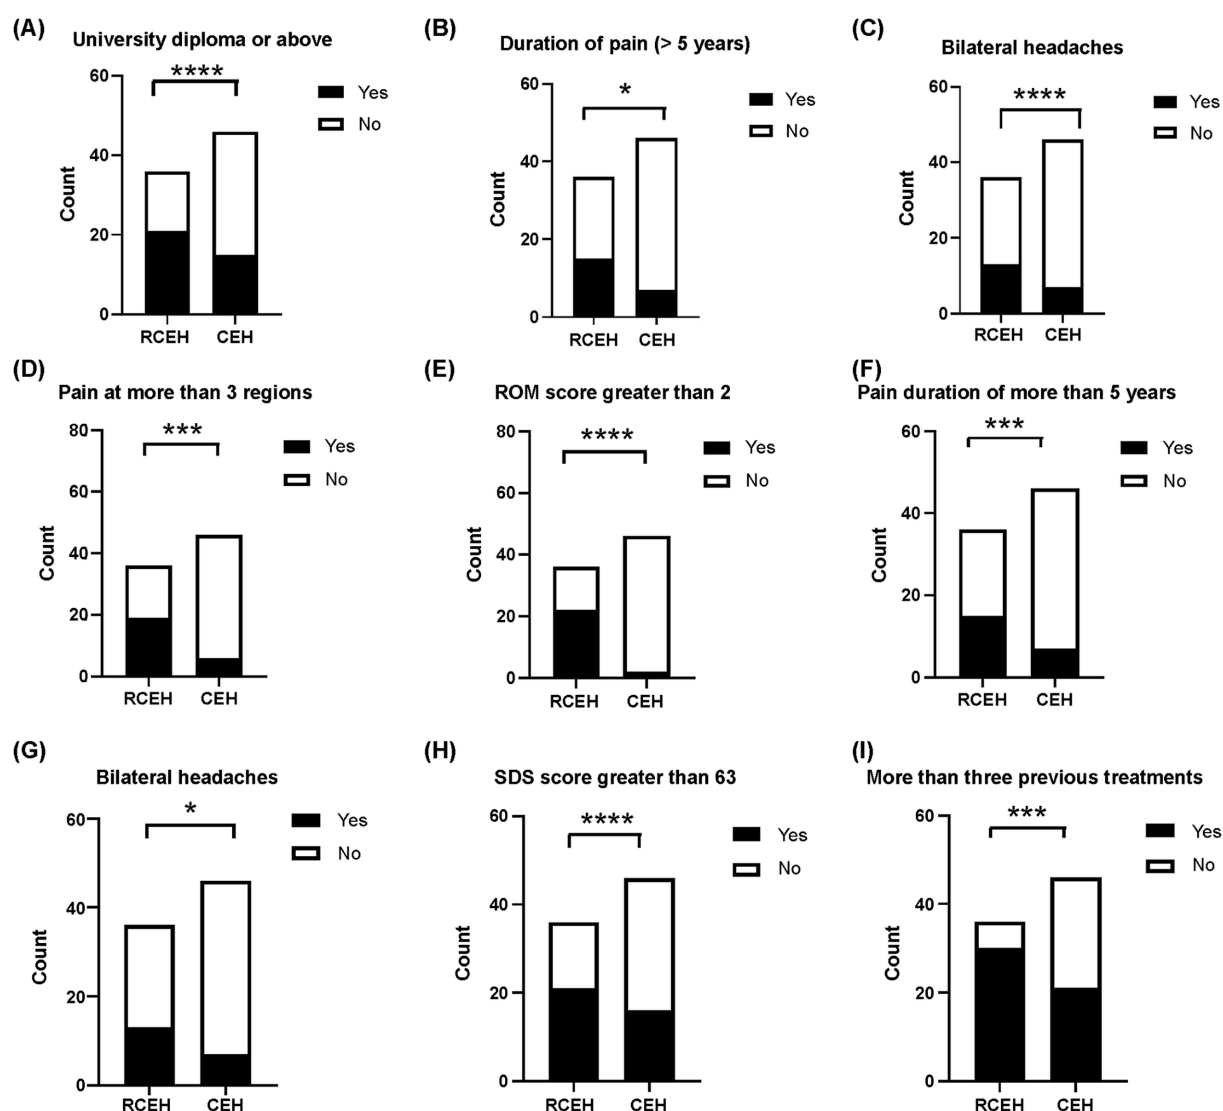 (A)
University diploma or above
60
40
20
0
Count
****
Yes
No
RCEH
CEH
(B)
Duration of pain (> 5 years)
60
40
20
0
Count
*
Yes
No
RCEH
CEH
(C)
Bilateral headaches
60
40
20
0
Count
****
Yes
No
RCEH
CEH
(D)
Pain at more than 3 regions
80
60
40
20
0
Count
***
Yes
No
RCEH
CEH
(E)
ROM score greater than 2
80
60
40
20
0
Count
****
Yes
No
RCEH
CEH
(F)
Pain duration of more than 5 years
60
40
20
0
Count
***
Yes
No
RCEH
CEH
(G)
Bilateral headaches
60
40
20
0
Count
*
Yes
No
RCEH
CEH
(H)
SDS score greater than 63
60
40
20
0
Count
****
Yes
No
RCEH
CEH
(I)
More than three previous treatments
60
40
20
0
Count
***
Yes
No
RCEH
CEH